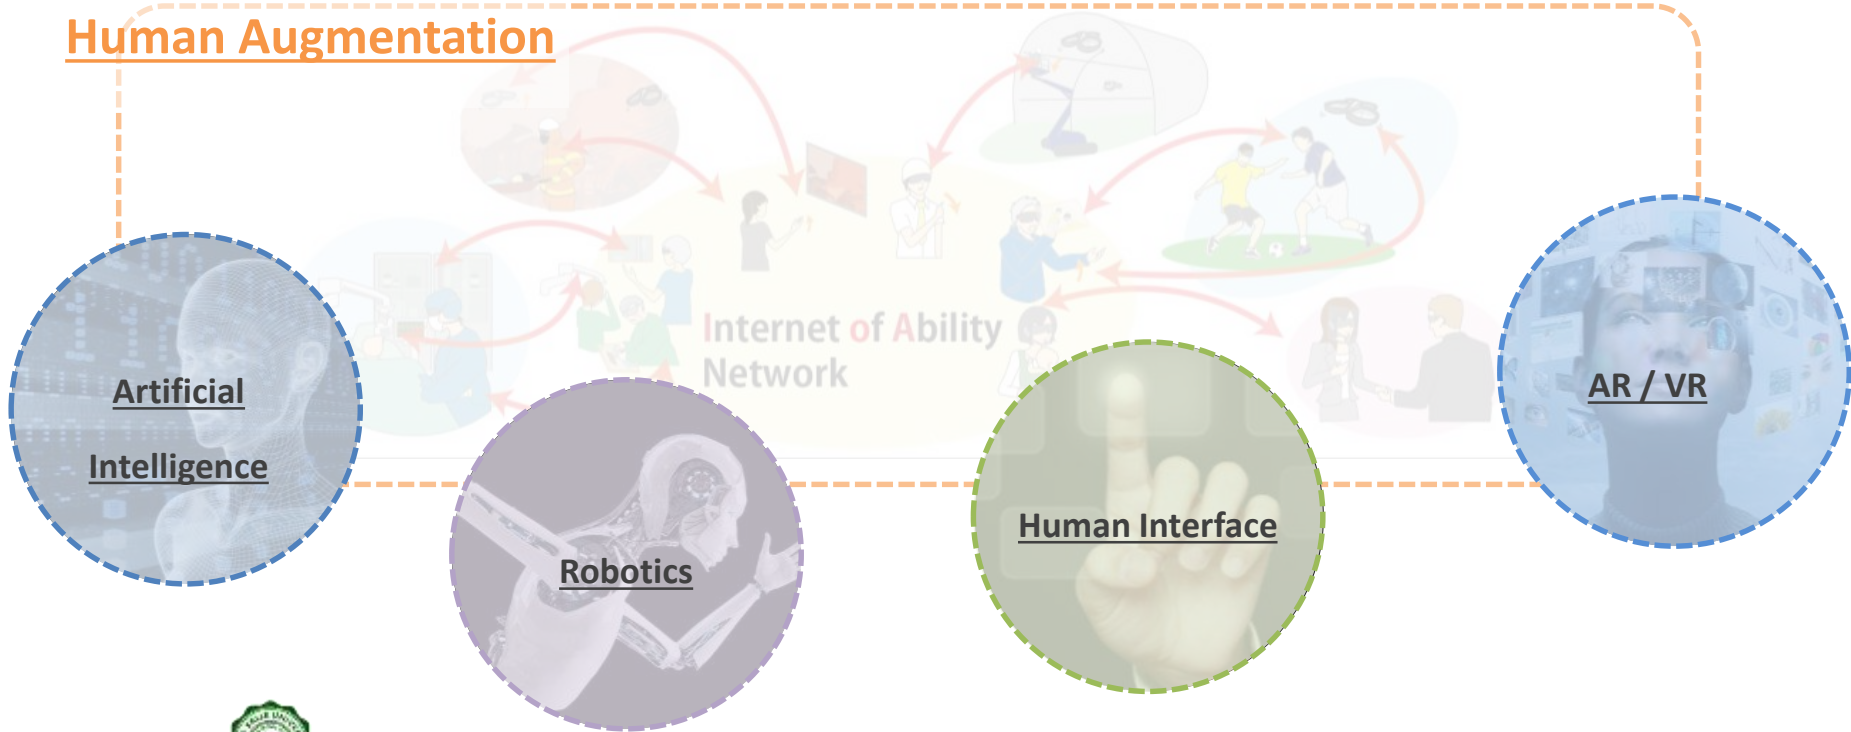 Human Augmentation
Internet of Ability
Network
Artificial
Intelligence
Robotics
Human Interface
AR / VR